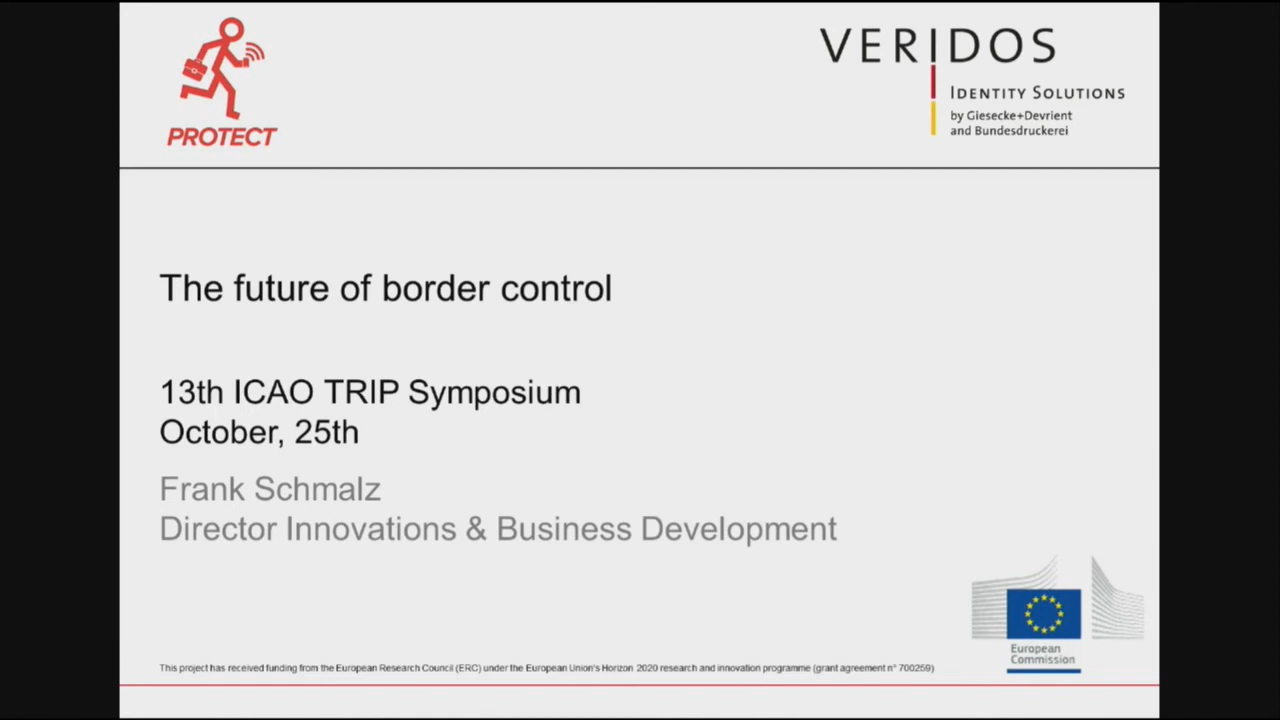 PROTECT
VERIDOS
IDENTITY SOLUTIONS
by Giesecke+Devrient
and Bundesdruckerei
The future of border control
13th ICAO TRIP Symposium
October, 25th
Frank Schmalz
Director Innovations & Business Development
European
Commission
This project has received funding from the European Research Council (ERC) under the European Union's Horizon 2020 research and innovation programme (grant agreement n° 700259)